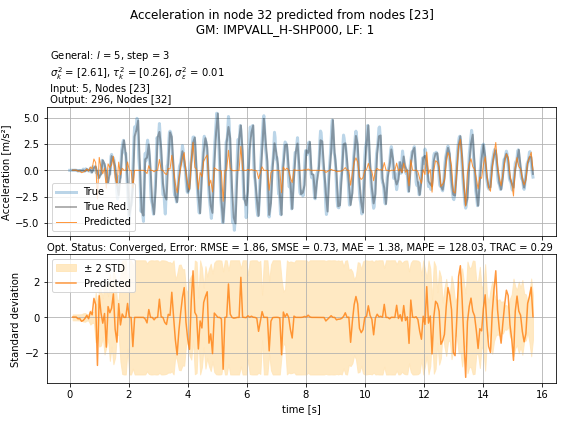 Acceleration in node 32 predicted from nodes [23]
GM: IMPVALL_H-SHP000, LF: 1
General: l = 5, step = 3
σ²ₖ = [2.61], τ²ₖ = [0.26], σ²ε = 0.01
Input: 5, Nodes [23]
Output: 296, Nodes [32]
Acceleration [m/s²]
5.0
2.5
0.0
−2.5
−5.0
True
True Red.
Predicted
Opt. Status: Converged, Error: RMSE = 1.86, SMSE = 0.73, MAE = 1.38, MAPE = 128.03, TRAC = 0.29
Standard deviation
2
0
−2
± 2 STD
Predicted
0 2 4 6 8 10 12 14 16
time [s]